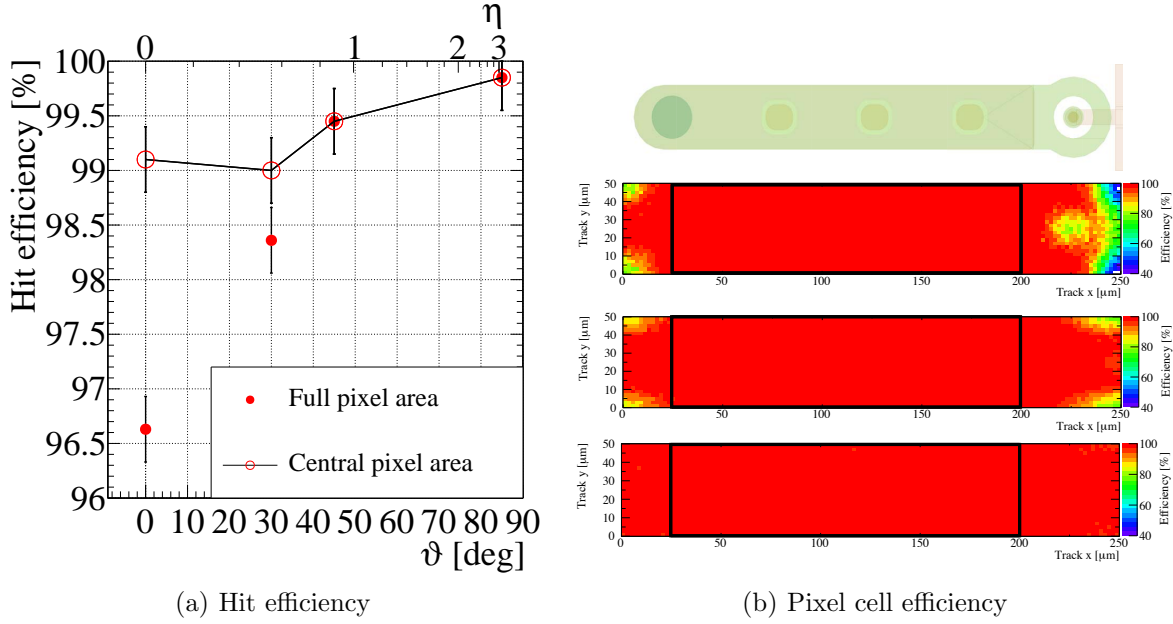 η
0 1 2 3
Hit efficiency [%]
100
99.5
99
98.5
98
97.5
97
96.5
96
Full pixel area
Central pixel area
0 10 20 30 40 50 60 70 80 90
ϑ [deg]
(a) Hit efficiency
Track y [µm]
50
40
30
20
10
0
0 50 100 150 200 250
Track x [µm]
100
80
60
40
Efficiency [%]
Track y [µm]
50
40
30
20
10
0
0 50 100 150 200 250
Track x [µm]
100
80
60
40
Efficiency [%]
Track y [µm]
50
40
30
20
10
0
0 50 100 150 200 250
Track x [µm]
100
80
60
40
Efficiency [%]
(b) Pixel cell efficiency